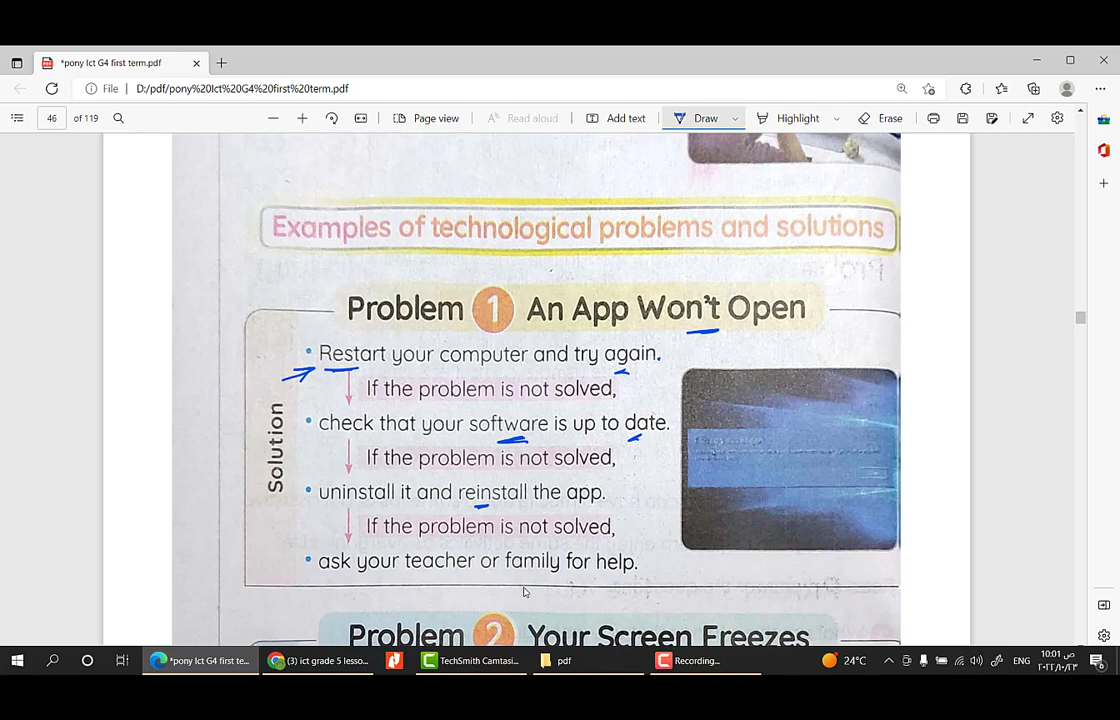 *pony Ict G4 first term.pdf
File D:/pdf/pony%20Ict%20G4%20first%20term.pdf
46 of 119 Page view Read aloud Add text Draw Highlight Erase
Examples of technological problems and solutions
Problem 1 An App Won't Open
Solution
• Restart your computer and try again.
If the problem is not solved,
• check that your software is up to date.
If the problem is not solved,
• uninstall it and reinstall the app.
If the problem is not solved,
• ask your teacher or family for help.
Problem 2 Your Screen Freezes
*pony Ict G4 first te... (3) ict grade 5 lesso... TechSmith Camtasi... pdf Recording... 24°C ENG 10:01 ص
٢٠٢٢/١٠/٢٣